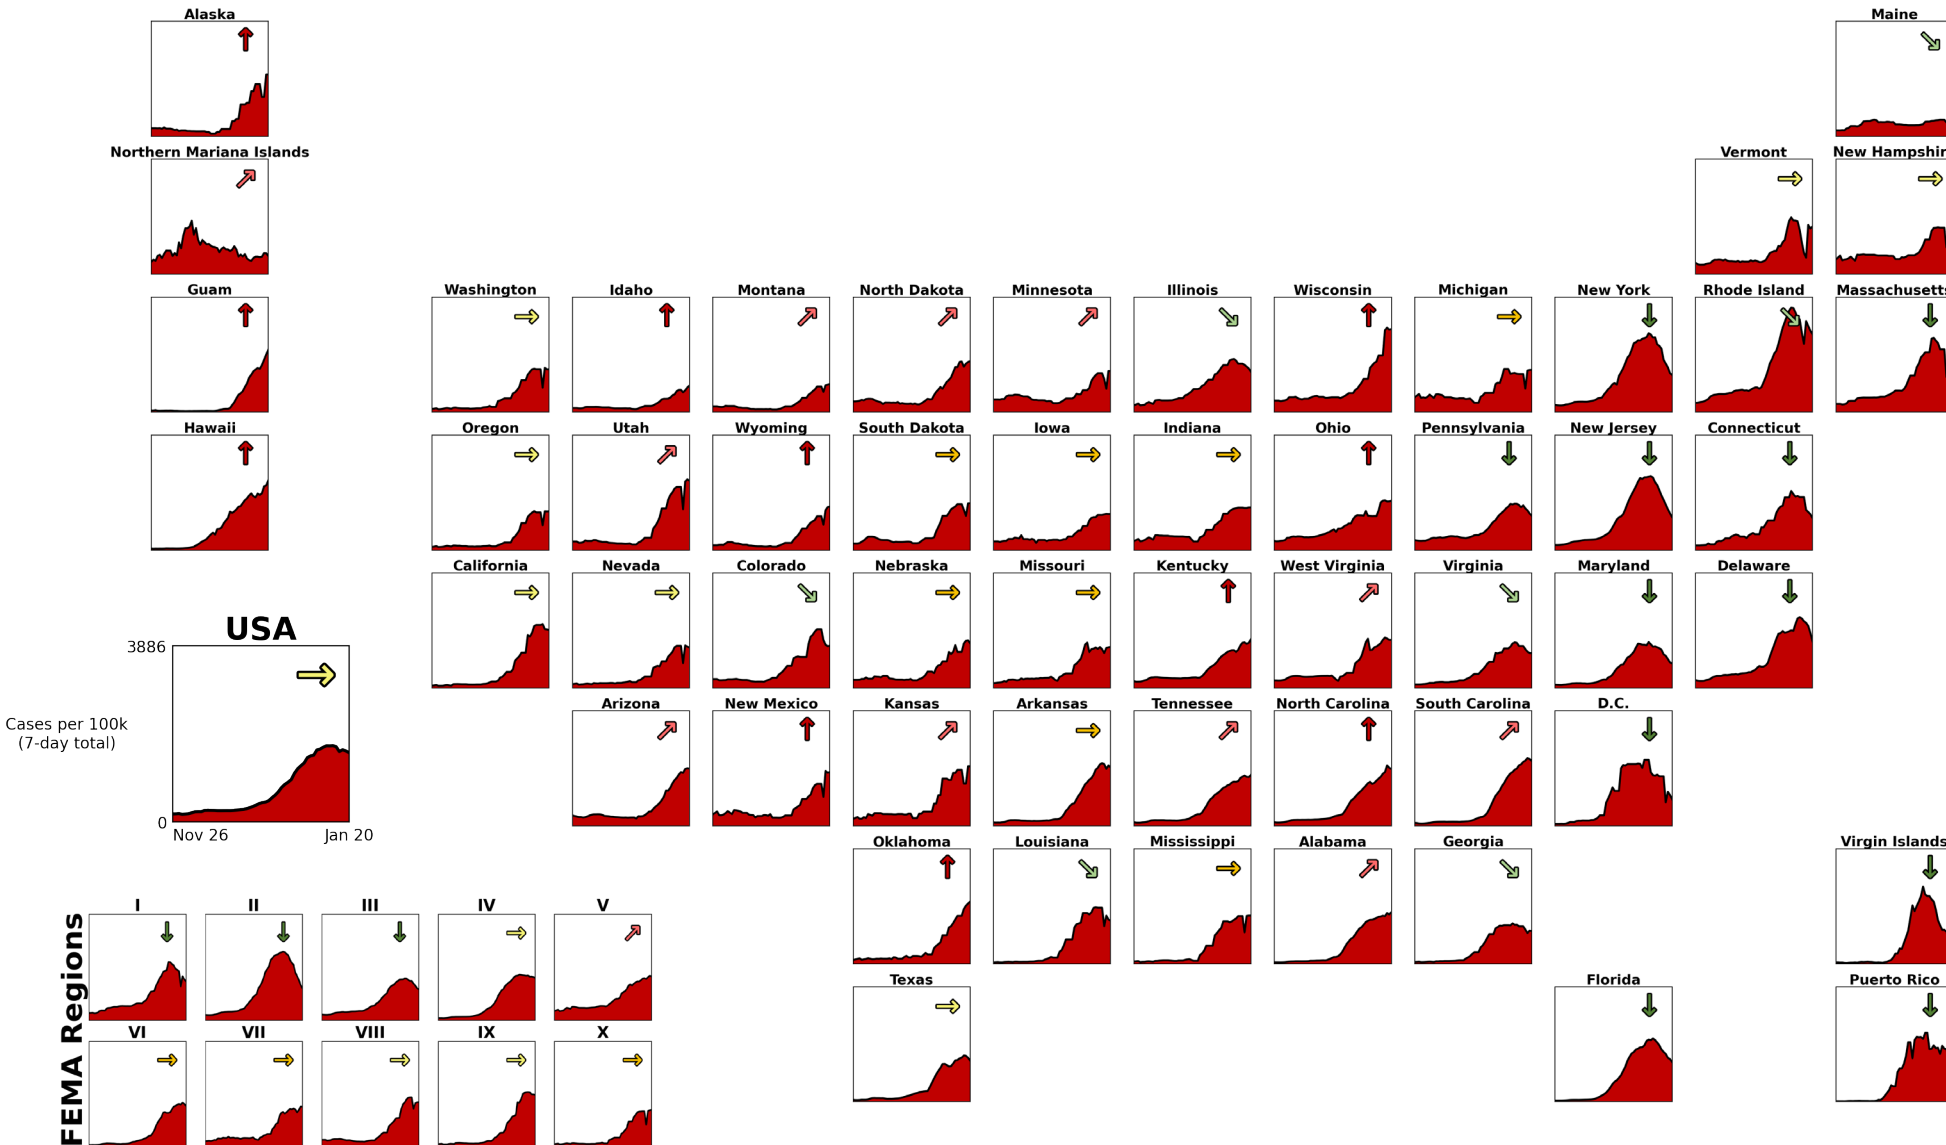 Alaska
Maine
Northern Mariana Islands
Vermont
New Hampshir
Guam
Washington
Idaho
Montana
North Dakota
Minnesota
Illinois
Wisconsin
Michigan
New York
Rhode Island
Massachusetts
Hawaii
Oregon
Utah
Wyoming
South Dakota
Iowa
Indiana
Ohio
Pennsylvania
New Jersey
Connecticut
California
Nevada
Colorado
Nebraska
Missouri
Kentucky
West Virginia
Virginia
Maryland
Delaware
USA
3886
Cases per 100k
(7-day total)
0
Nov 26
Jan 20
Arizona
New Mexico
Kansas
Arkansas
Tennessee
North Carolina
South Carolina
D.C.
Oklahoma
Louisiana
Mississippi
Alabama
Georgia
Virgin Islands
Texas
Florida
Puerto Rico
FEMA Regions
I
II
III
IV
V
VI
VII
VIII
IX
X